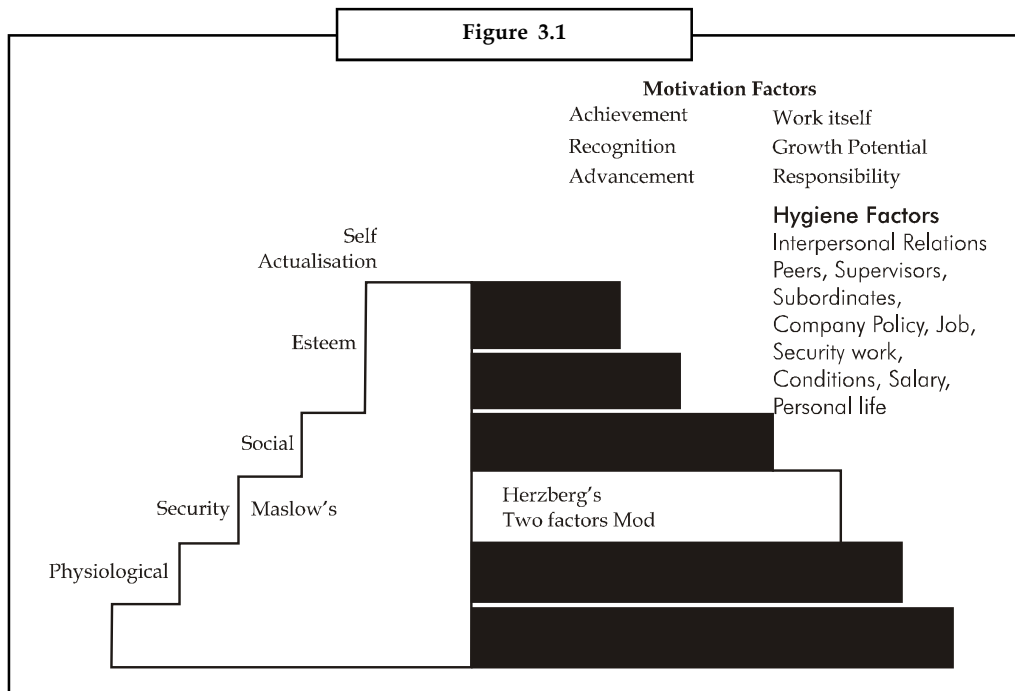 Figure 3.1
Motivation Factors
Achievement Work itself
Recognition Growth Potential
Advancement Responsibility
Hygiene Factors
Interpersonal Relations
Peers, Supervisors,
Subordinates,
Company Policy, Job,
Security work,
Conditions, Salary,
Personal life
Self
Actualisation
Esteem
Social
Security Maslow's
Physiological
Herzberg's
Two factors Mod